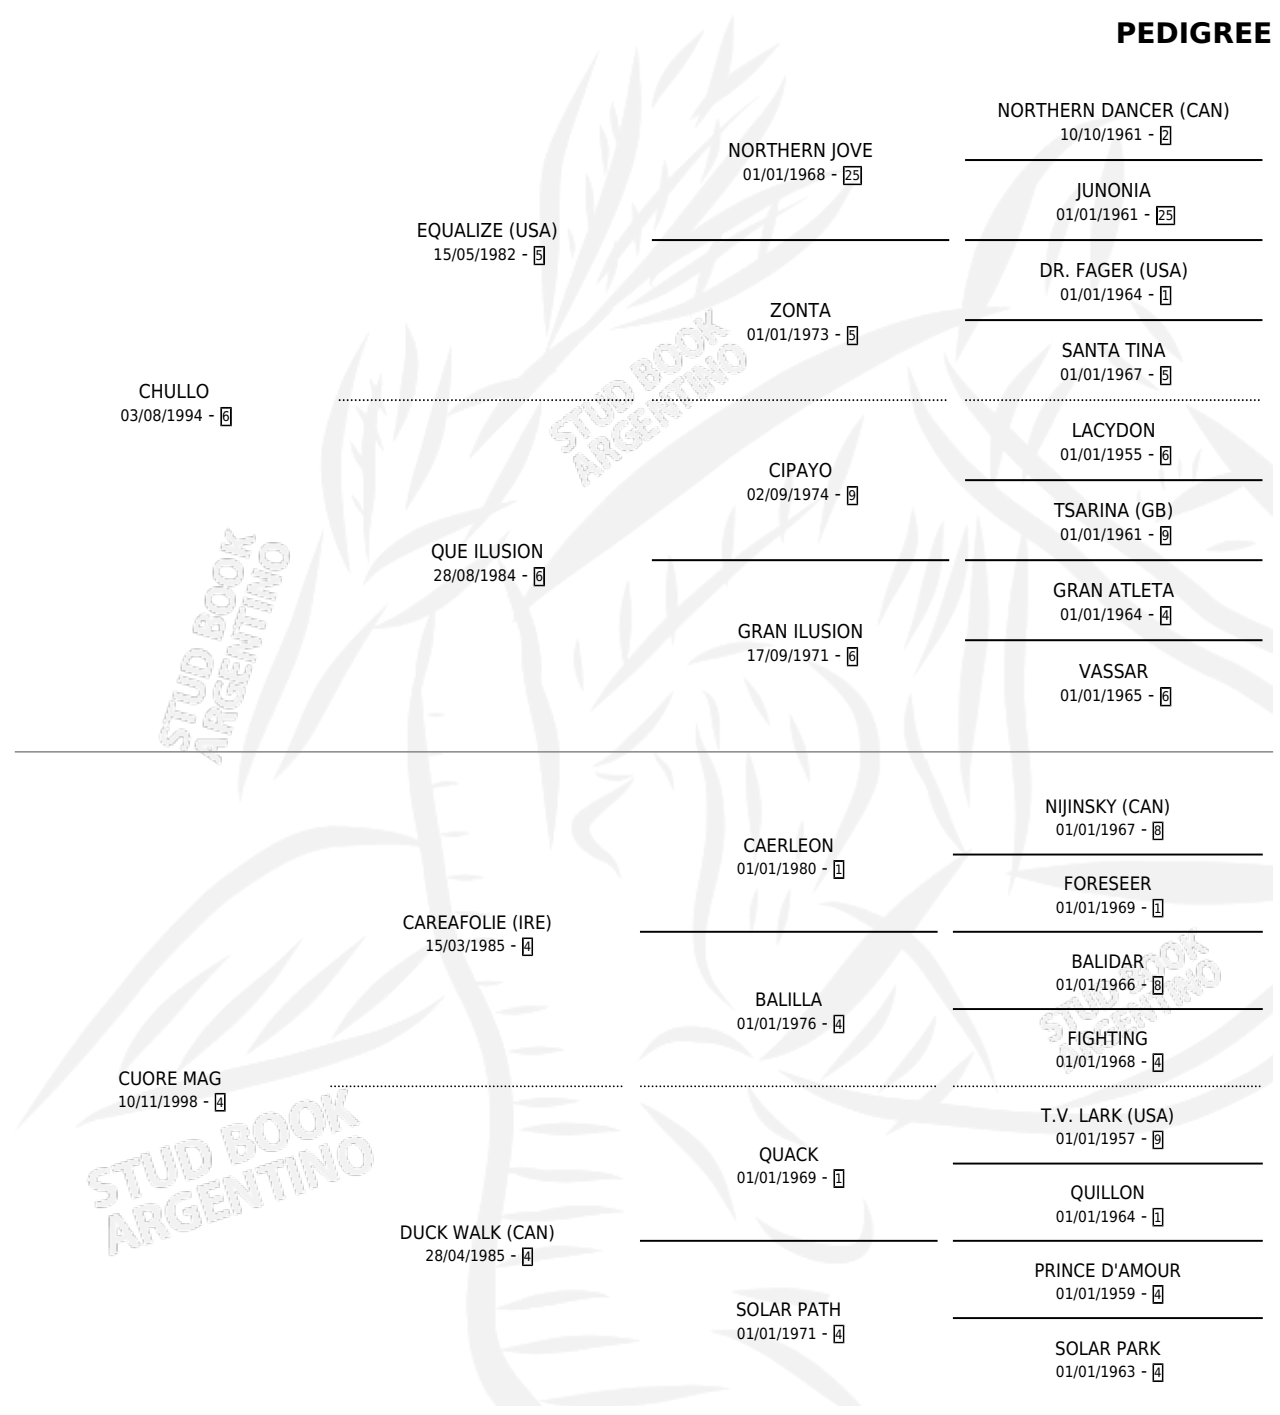 PEDIGREE
NORTHERN DANCER (CAN)
10/10/1961 - 2
NORTHERN JOVE
01/01/1968 - 25
JUNONIA
01/01/1961 - 25
EQUALIZE (USA)
15/05/1982 - 5
DR. FAGER (USA)
01/01/1964 - 1
ZONTA
01/01/1973 - 5
SANTA TINA
01/01/1967 - 5
CHULLO
03/08/1994 - 6
LACYDON
01/01/1955 - 6
CIPAYO
02/09/1974 - 9
TSARINA (GB)
01/01/1961 - 9
QUE ILUSION
28/08/1984 - 6
GRAN ATLETA
01/01/1964 - 4
GRAN ILUSION
17/09/1971 - 6
VASSAR
01/01/1965 - 6
STUD BOOK
ARGENTINO
STUD BOOK
ARGENTINO
NIJINSKY (CAN)
01/01/1967 - 8
CAERLEON
01/01/1980 - 1
FORESEER
01/01/1969 - 1
CAREAFOLIE (IRE)
15/03/1985 - 4
BALIDAR
01/01/1966 - 8
BALILLA
01/01/1976 - 4
FIGHTING
01/01/1968 - 4
CUORE MAG
10/11/1998 - 4
T.V. LARK (USA)
01/01/1957 - 9
QUACK
01/01/1969 - 1
QUILLON
01/01/1964 - 1
DUCK WALK (CAN)
28/04/1985 - 4
PRINCE D'AMOUR
01/01/1959 - 4
SOLAR PATH
01/01/1971 - 4
SOLAR PARK
01/01/1963 - 4
STUD BOOK
ARGENTINO
STUD BOOK
ARGENTINO